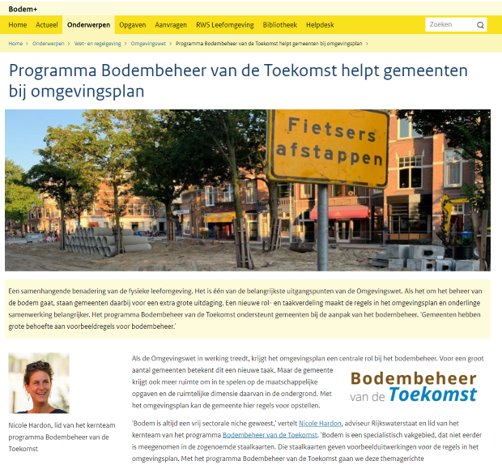 Bodem+
Home Actueel Onderwerpen Opgaven Aanvragen RWS Leefomgeving Bibliotheek Helpdesk Zoeken
Home > Onderwerpen > Wet- en regelgeving > Omgevingswet > Programma Bodembeheer van de Toekomst helpt gemeenten bij omgevingsplan >
Programma Bodembeheer van de Toekomst helpt gemeenten
bij omgevingsplan
Fietsers
afstappen
Een samenhangende benadering van de fysieke leefomgeving. Het is één van de belangrijkste uitgangspunten van de Omgevingswet. Als het om het beheer van
de bodem gaat, staan gemeenten daarbij voor een extra grote uitdaging. Een nieuwe rol- en taakverdeling maakt de regels in het omgevingsplan en onderlinge
samenwerking belangrijker. Het programma Bodembeheer van de Toekomst ondersteunt gemeenten bij de aanpak van het bodembeheer. 'Gemeenten hebben
grote behoefte aan voorbeeldregels voor bodembeheer.'
Als de Omgevingswet in werking treedt, krijgt het omgevingsplan een centrale rol bij het bodembeheer. Voor een groot
aantal gemeenten betekent dit een nieuwe taak. Maar de gemeente
krijgt ook meer ruimte om in te spelen op de maatschappelijke
opgaven en de ruimtelijke dimensie daarvan in de ondergrond. Met
het omgevingsplan kan de gemeente hier regels voor opstellen.
Bodembeheer
van de Toekomst
Nicole Hardon, lid van het kernteam
programma Bodembeheer van de
Toekomst
'Bodem is altijd een vrij sectorale niche geweest,' vertelt Nicole Hardon, adviseur Rijkswaterstaat en lid van het
kernteam van het programma Bodembeheer van de Toekomst. 'Bodem is een specialistisch vakgebied, dat niet eerder
is meegenomen in de zogenoemde staalkaarten. Die staalkaarten geven voorbeelduitwerkingen voor de regels in het
omgevingsplan. Met het programma Bodembeheer van de Toekomst gaan we deze themagerichte